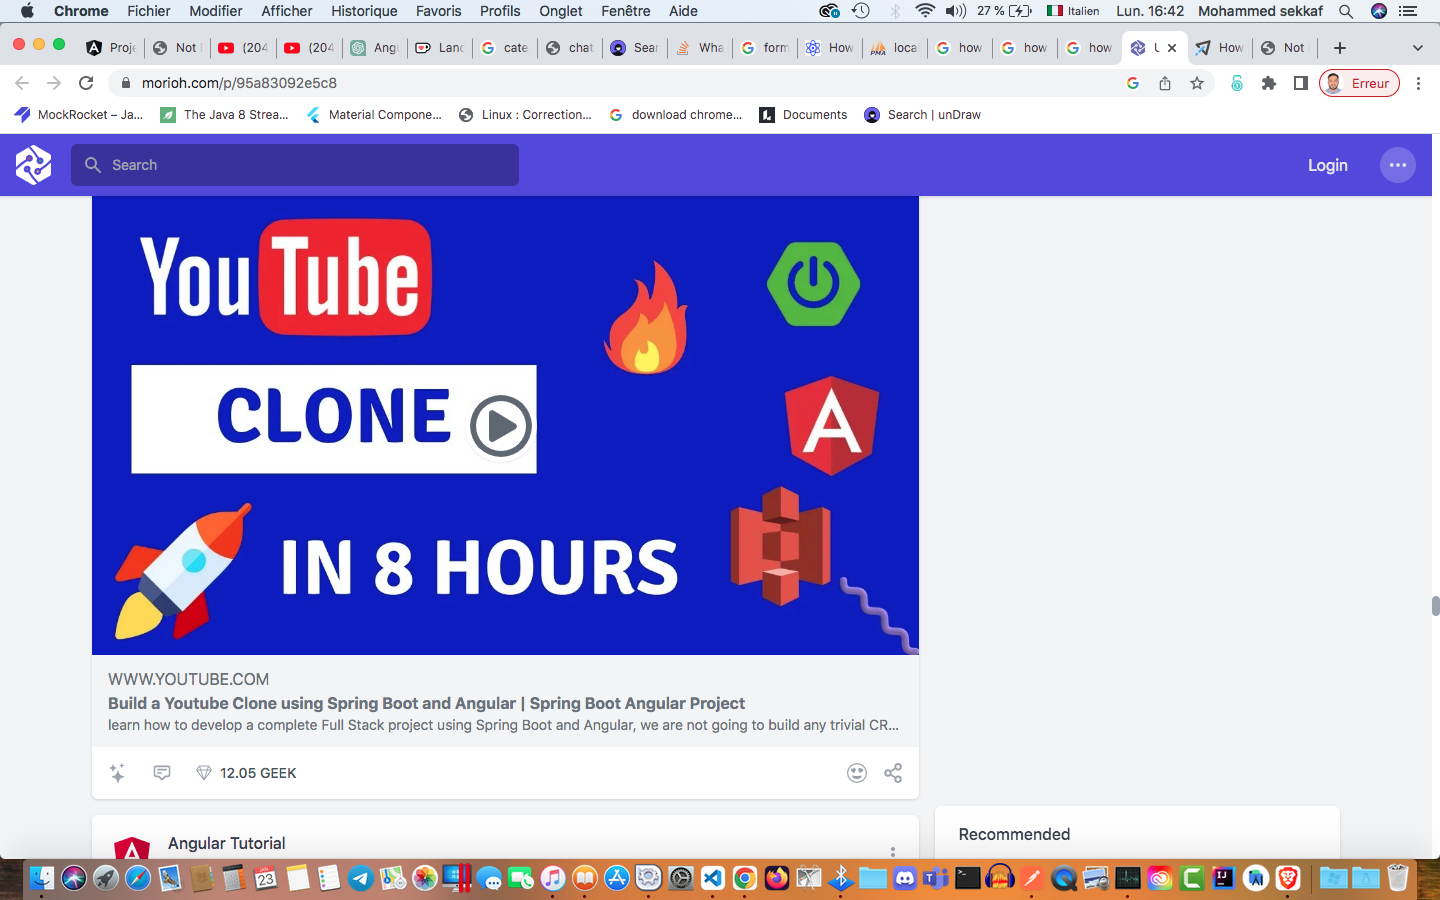 Chrome Fichier Modifier Afficher Historique Favoris Profils Onglet Fenêtre Aide 27 % Italien Lun. 16:42 Mohammed sekkaf
Proje Not (204 (204 Angu Land cate chat Sear Wha form How loca how how how U How Not
morioh.com/p/95a83092e5c8 Erreur
MockRocket – Ja... The Java 8 Strea... Material Compone... Linux : Correction... download chrome... Documents Search | unDraw
Search Login
YouTube
CLONE
IN 8 HOURS
WWW.YOUTUBE.COM
Build a Youtube Clone using Spring Boot and Angular | Spring Boot Angular Project
learn how to develop a complete Full Stack project using Spring Boot and Angular, we are not going to build any trivial CR...
12.05 GEEK
Angular Tutorial
Recommended